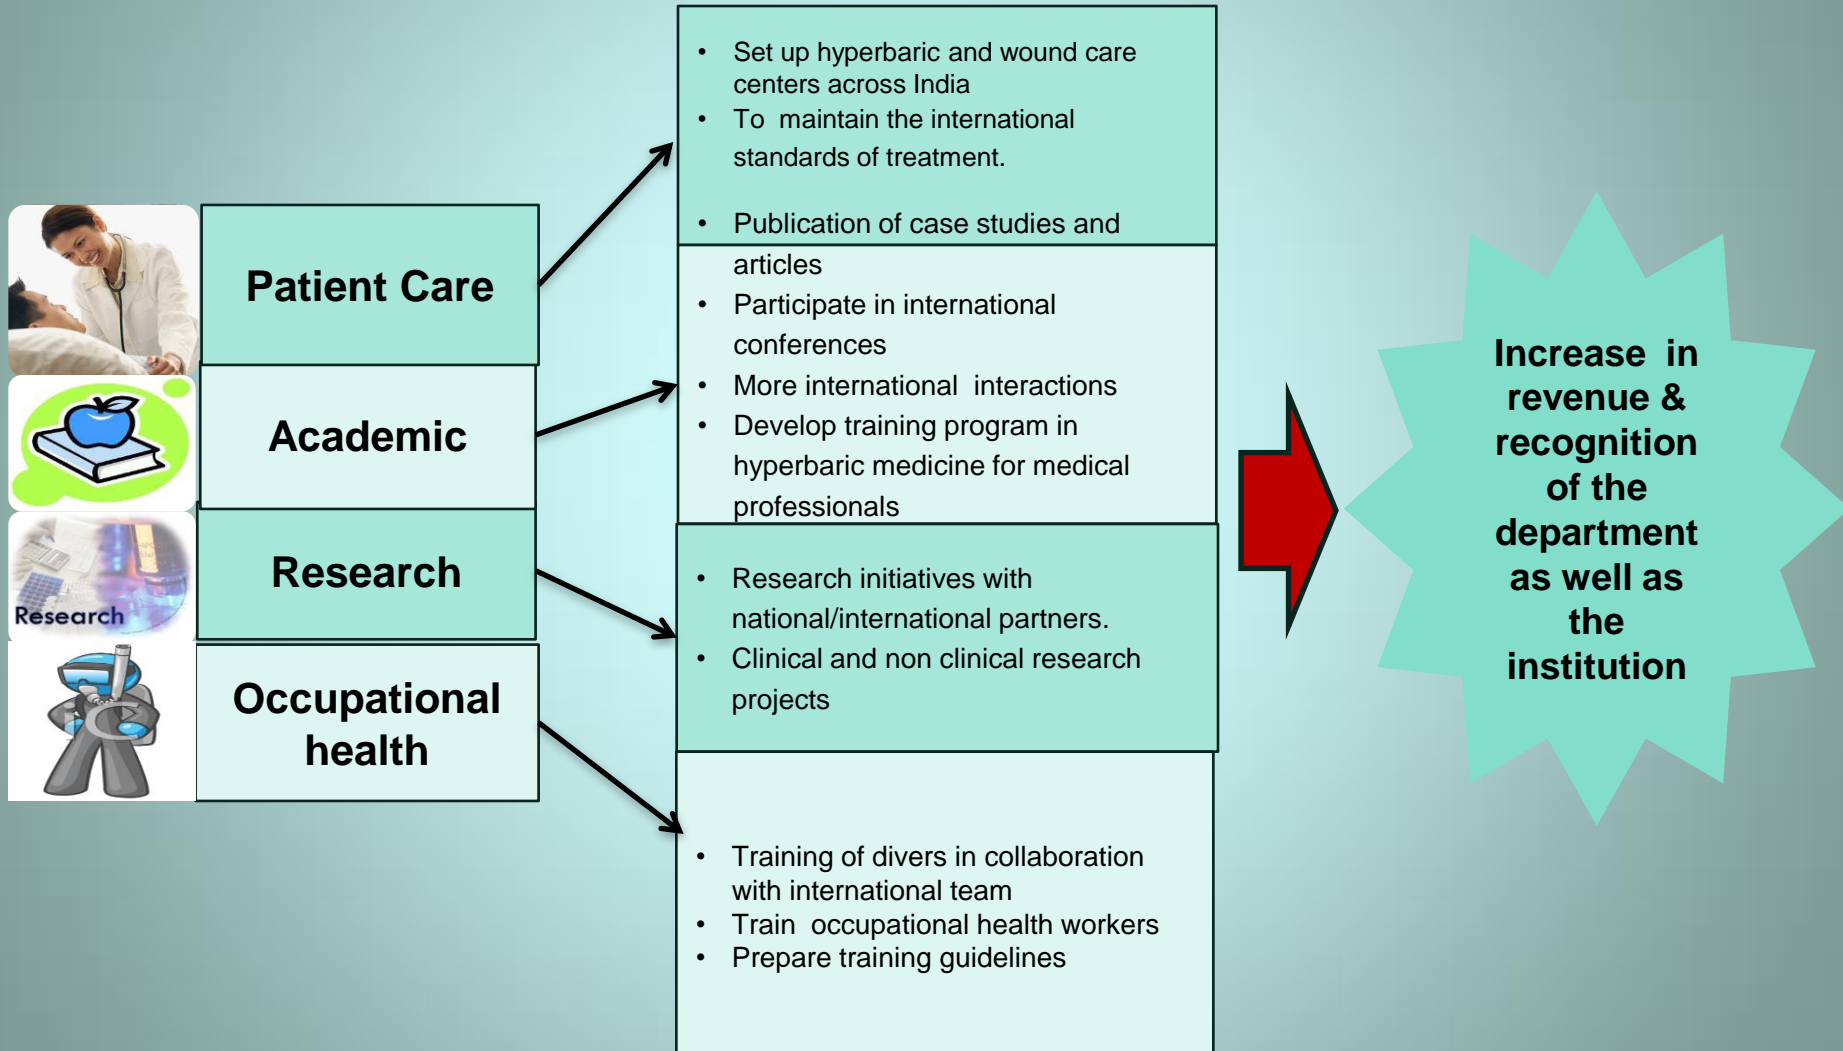 Patient Care
Academic
Research
Research
Occupational
health
• Set up hyperbaric and wound care
centers across India
• To maintain the international
standards of treatment.
• Publication of case studies and
articles
• Participate in international
conferences
• More international interactions
• Develop training program in
hyperbaric medicine for medical
professionals
• Research initiatives with
national/international partners.
• Clinical and non clinical research
projects
• Training of divers in collaboration
with international team
• Train occupational health workers
• Prepare training guidelines
Increase in
revenue &
recognition
of the
department
as well as
the
institution